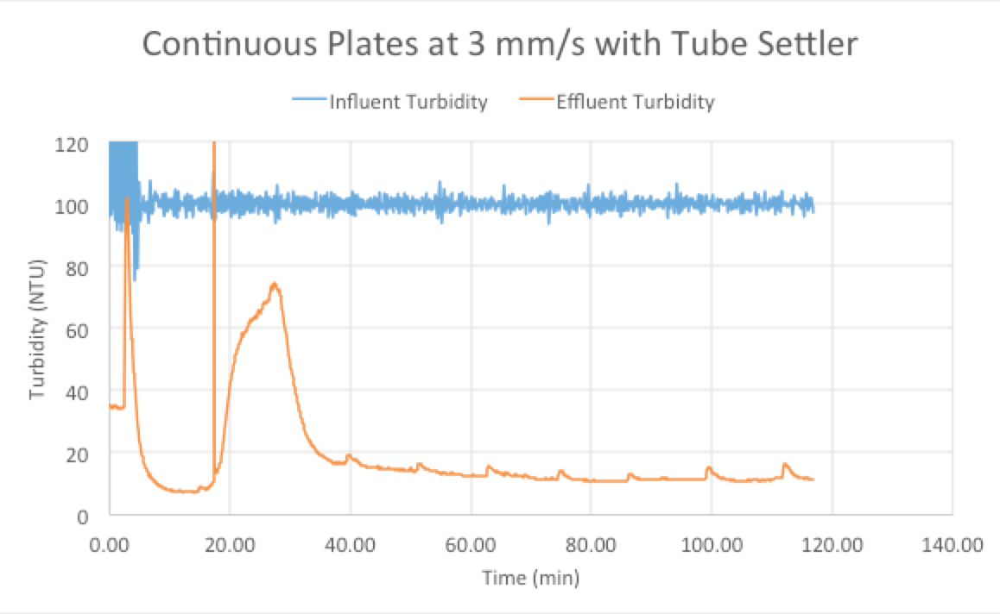 Continuous Plates at 3 mm/s with Tube Settler
Influent Turbidity Effluent Turbidity
120
100
80
60
40
20
0
Turbidity (NTU)
0.00 20.00 40.00 60.00 80.00 100.00 120.00 140.00
Time (min)